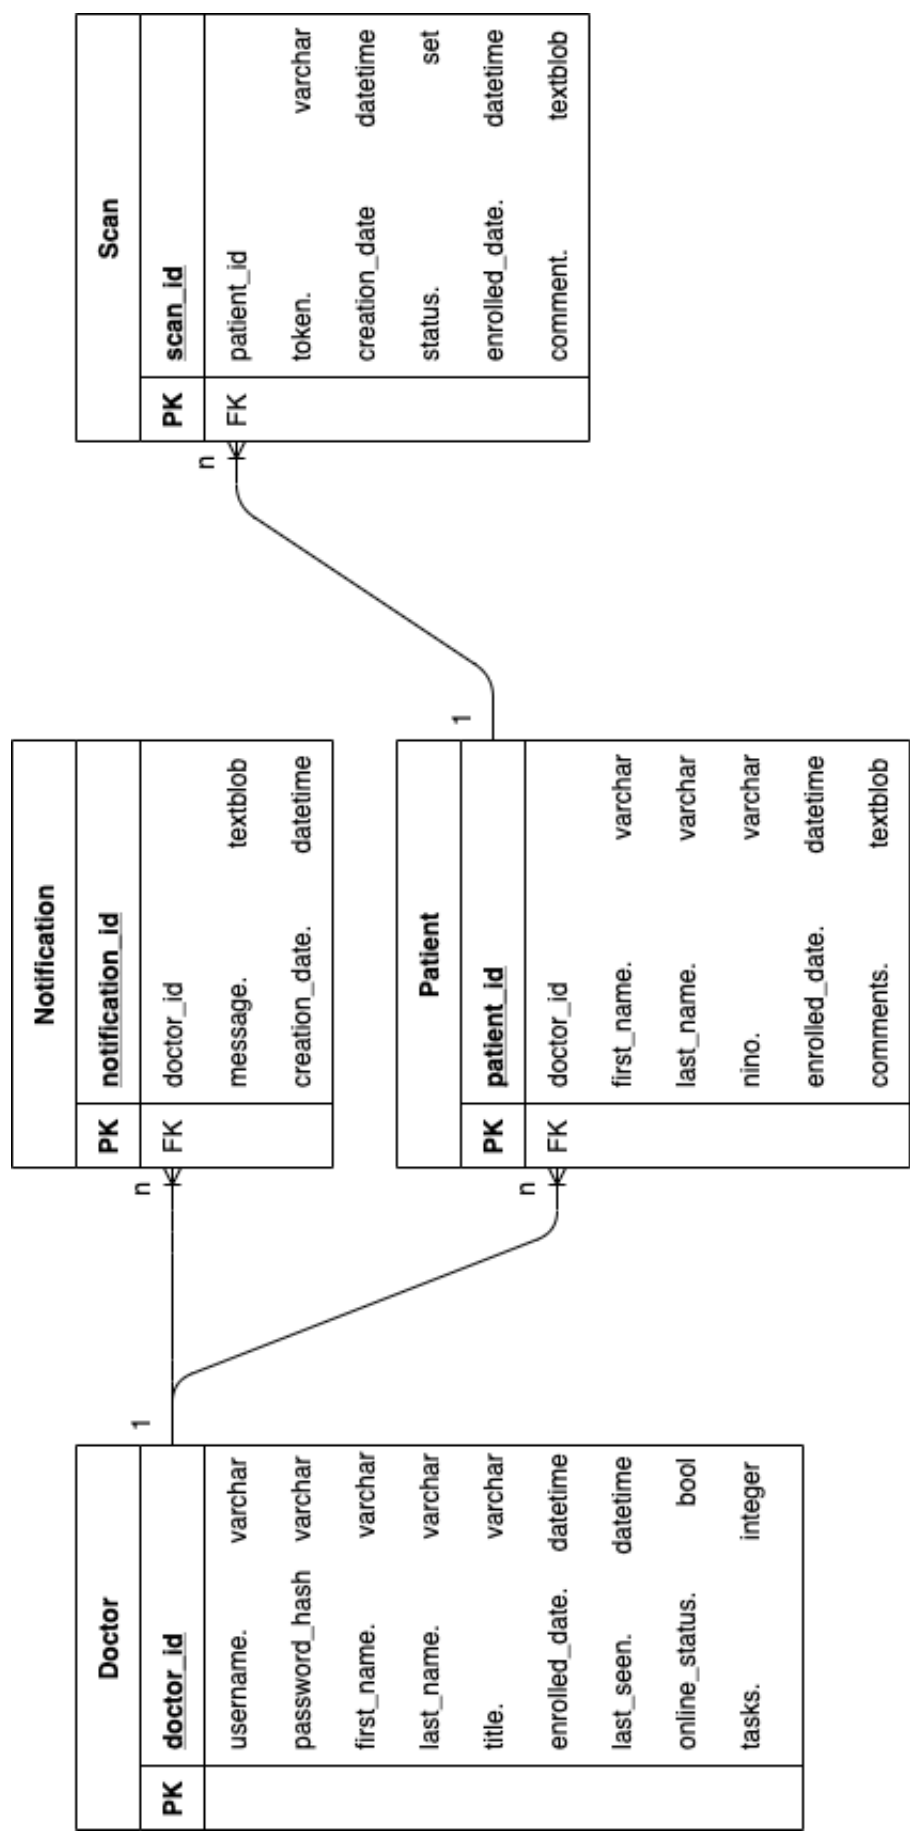 Doctor
PK doctor_id
username. varchar
password_hash varchar
first_name. varchar
last_name. varchar
title. varchar
enrolled_date. datetime
last_seen. datetime
online_status. bool
tasks. integer
1
n
n
Notification
PK notification_id
FK doctor_id
message. textblob
creation_date. datetime
Patient
PK patient_id
FK doctor_id
first_name. varchar
last_name. varchar
nino. varchar
enrolled_date. datetime
comments. textblob
1
n
Scan
PK scan_id
FK patient_id
token. varchar
creation_date datetime
status. set
enrolled_date. datetime
comment. textblob